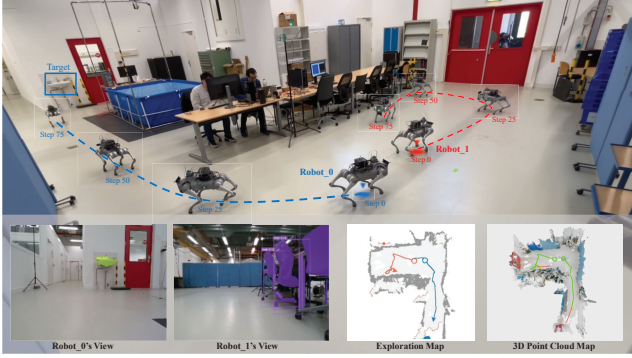 Target
Step 75
Step 50
Step 25
Robot_0
Step 0
Step 75
Step 50
Step 25
Robot_1
Step 0
Robot_0's View
Robot_1's View
Exploration Map
3D Point Cloud Map